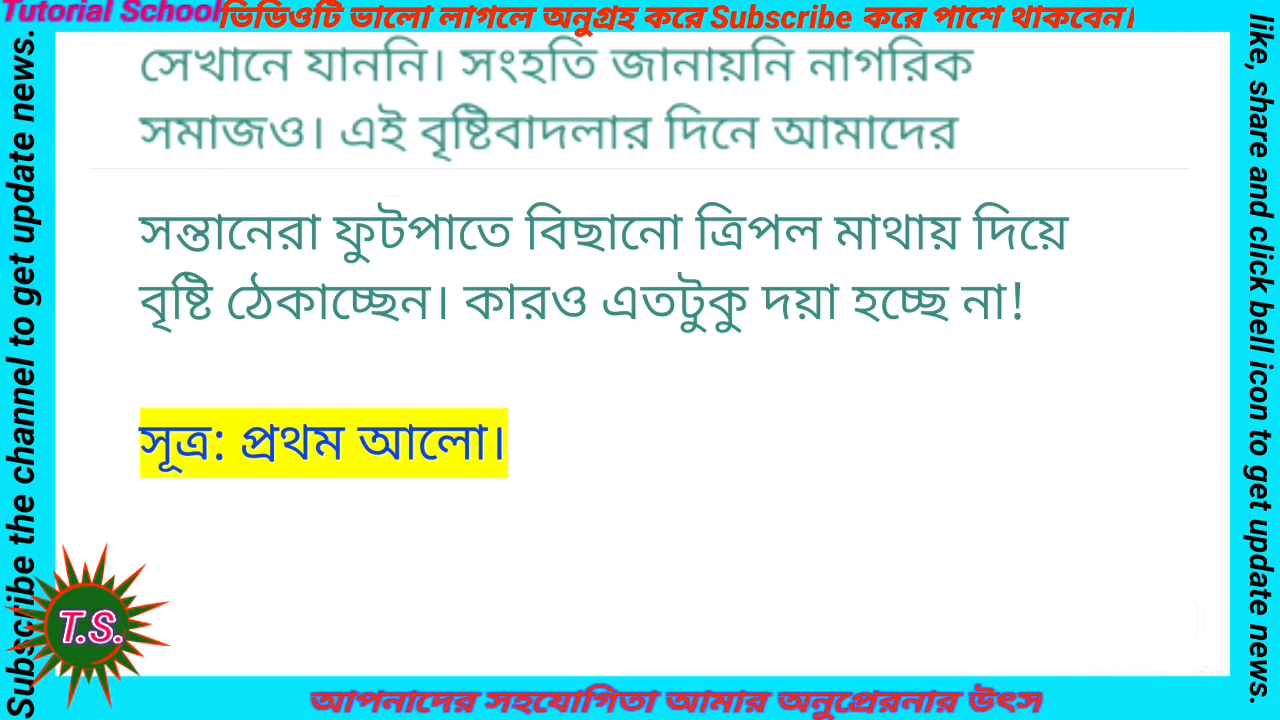 Tutorial School
ভিডিওটি ভালো লাগলে অনুগ্রহ করে Subscribe করে পাশে থাকবেন।
Subscribe the channel to get update news.
সেখানে যাননি। সংহতি জানায়নি নাগরিক
সমাজও। এই বৃষ্টিবাদলার দিনে আমাদের
সন্তানেরা ফুটপাতে বিছানো ত্রিপল মাথায় দিয়ে
বৃষ্টি ঠেকাচ্ছেন। কারও এতটুকু দয়া হচ্ছে না!
সূত্র: প্রথম আলো।
like, share and click bell icon to get update news.
T.S.
আপনাদের সহযোগিতা আমার অনুপ্রেরনার উৎস